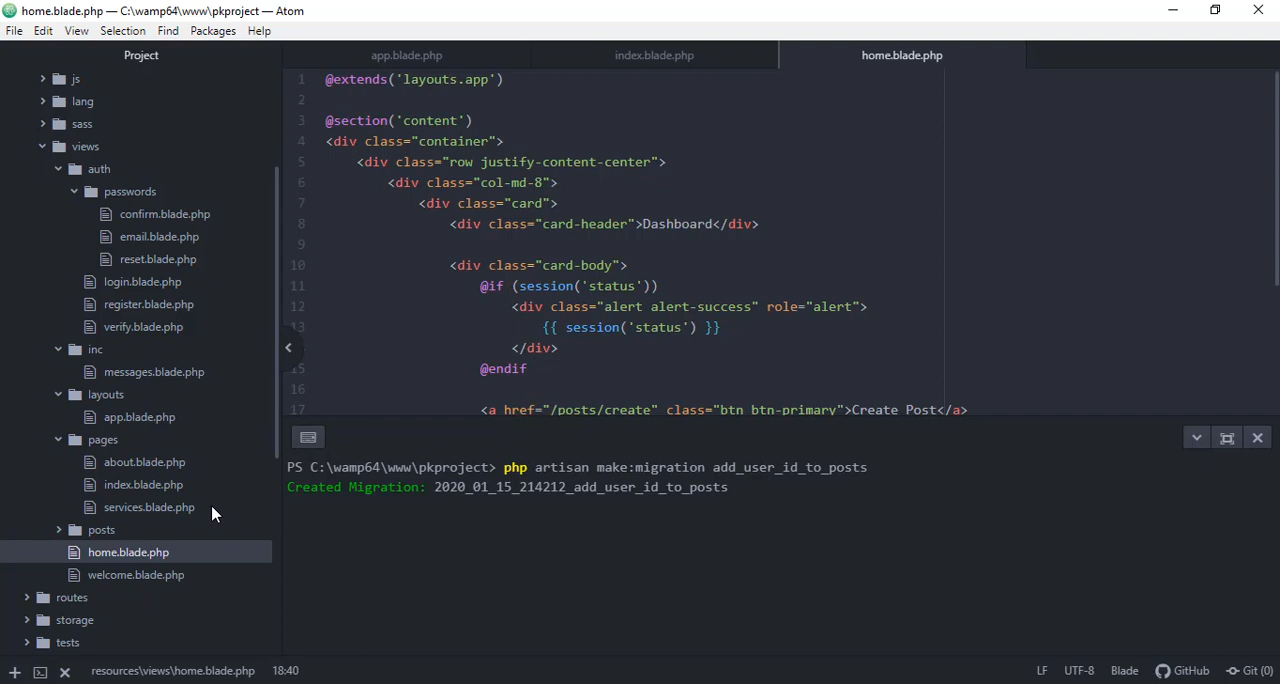 home.blade.php — C:\wamp64\www\pkproject — Atom
File Edit View Selection Find Packages Help
Project
js
lang
sass
views
auth
passwords
confirm.blade.php
email.blade.php
reset.blade.php
login.blade.php
register.blade.php
verify.blade.php
inc
messages.blade.php
layouts
app.blade.php
pages
about.blade.php
index.blade.php
services.blade.php
posts
home.blade.php
welcome.blade.php
routes
storage
tests
app.blade.php index.blade.php home.blade.php
1 @extends('layouts.app')
2
3 @section('content')
4 <div class="container">
5 <div class="row justify-content-center">
6 <div class="col-md-8">
7 <div class="card">
8 <div class="card-header">Dashboard</div>
9
10 <div class="card-body">
11 @if (session('status'))
12 <div class="alert alert-success" role="alert">
13 {{ session('status') }}
</div>
15 @endif
16
17 <a href="/posts/create" class="btn btn-primary">Create Post</a>
PS C:\wamp64\www\pkproject> php artisan make:migration add_user_id_to_posts
Created Migration: 2020_01_15_214212_add_user_id_to_posts
resources\views\home.blade.php 18:40 LF UTF-8 Blade GitHub Git (0)